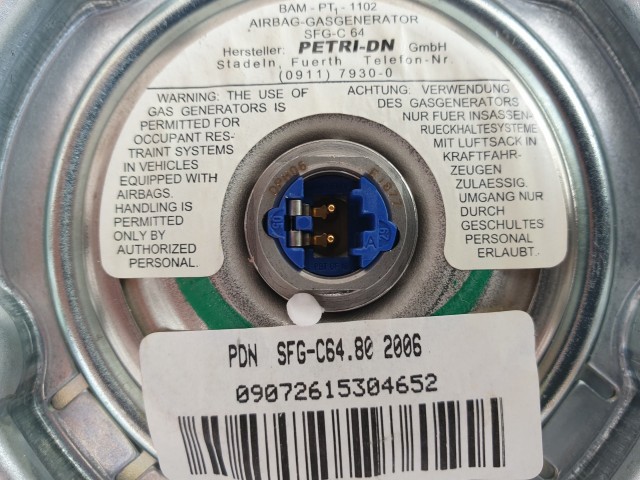 BAM - PT1 - 1102
AIRBAG-GASGENERATOR
SFG-C 64
Hersteller: PETRI-DN GmbH
Stadeln, Fuerth Telefon-Nr.
(0911) 7930-0
WARNING: THE USE OF
GAS GENERATORS IS
PERMITTED FOR
OCCUPANT RES-
TRAINT SYSTEMS
IN VEHICLES
EQUIPPED WITH
AIRBAGS.
HANDLING IS
PERMITTED
ONLY BY
AUTHORIZED
PERSONAL.
ACHTUNG: VERWENDUNG
DES GASGENERATORS
NUR FUER INSASSEN-
RUECKHALTESYSTEME
MIT LUFTSACK IN
KRAFTFAHR-
ZEUGEN
ZULAESSIG.
UMGANG NUR
DURCH
GESCHULTES
PERSONAL
ERLAUBT.
05
A
29
PDN SFG-C64.80 2006
09072615304652